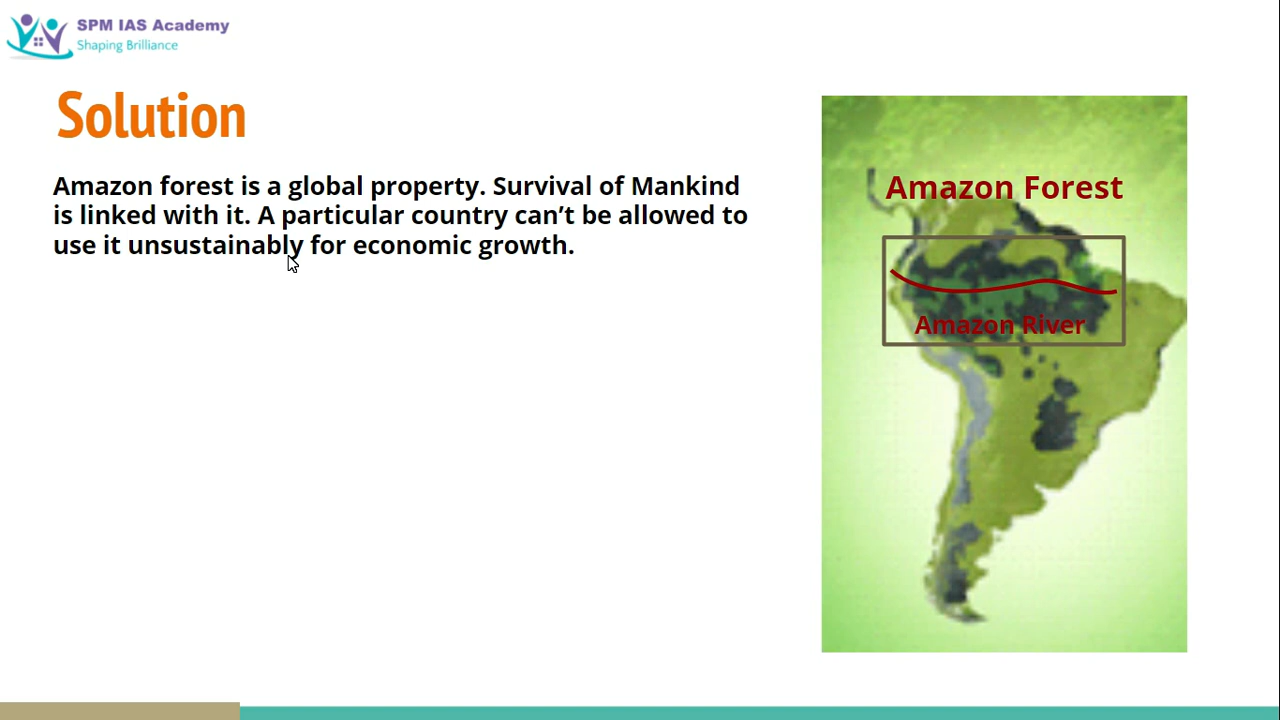 SPM IAS Academy
Shaping Brilliance
Solution
Amazon forest is a global property. Survival of Mankind
is linked with it. A particular country can’t be allowed to
use it unsustainably for economic growth.
Amazon Forest
Amazon River